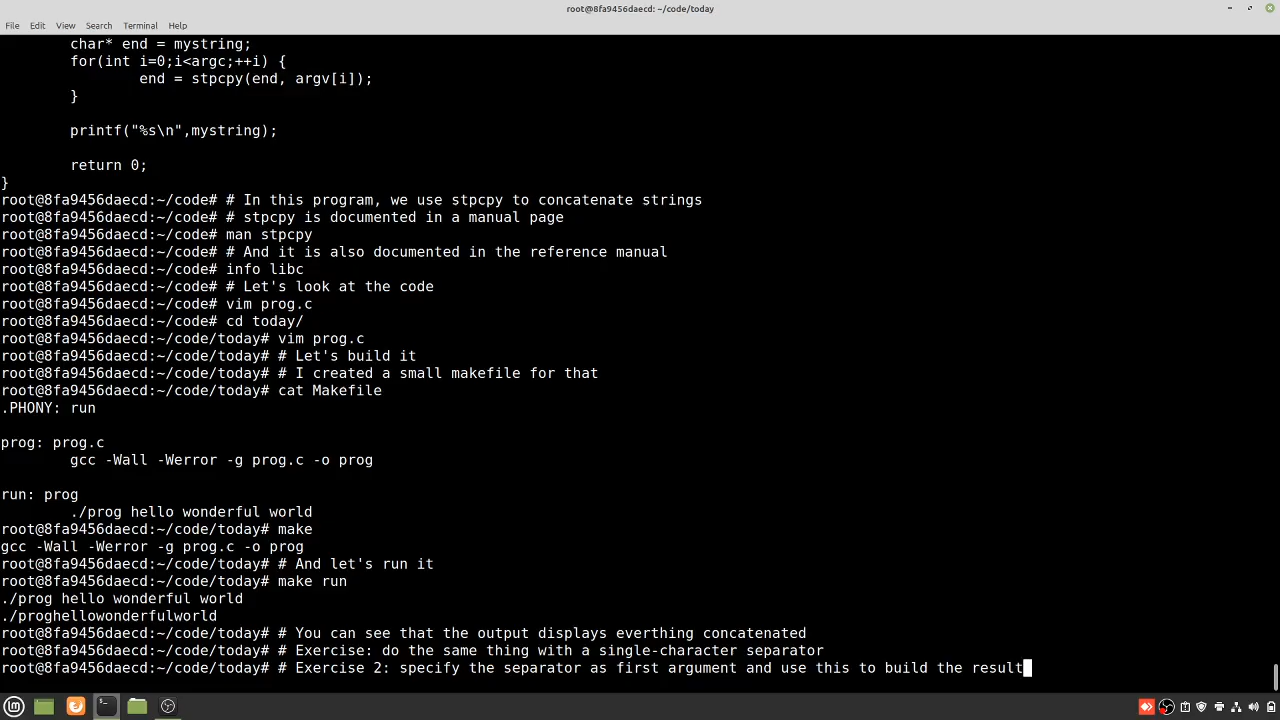 root@8fa9456daecd: ~/code/today
File Edit View Search Terminal Help
char* end = mystring;
for(int i=0;i<argc;++i) {
end = stpcpy(end, argv[i]);
}
printf("%s\n",mystring);
return 0;
}
root@8fa9456daecd:~/code# # In this program, we use stpcpy to concatenate strings
root@8fa9456daecd:~/code# # stpcpy is documented in a manual page
root@8fa9456daecd:~/code# man stpcpy
root@8fa9456daecd:~/code# # And it is also documented in the reference manual
root@8fa9456daecd:~/code# info libc
root@8fa9456daecd:~/code# # Let's look at the code
root@8fa9456daecd:~/code# vim prog.c
root@8fa9456daecd:~/code# cd today/
root@8fa9456daecd:~/code/today# vim prog.c
root@8fa9456daecd:~/code/today# # Let's build it
root@8fa9456daecd:~/code/today# # I created a small makefile for that
root@8fa9456daecd:~/code/today# cat Makefile
.PHONY: run
prog: prog.c
gcc -Wall -Werror -g prog.c -o prog
run: prog
./prog hello wonderful world
root@8fa9456daecd:~/code/today# make
gcc -Wall -Werror -g prog.c -o prog
root@8fa9456daecd:~/code/today# # And let's run it
root@8fa9456daecd:~/code/today# make run
./prog hello wonderful world
./proghellowonderfulworld
root@8fa9456daecd:~/code/today# # You can see that the output displays everthing concatenated
root@8fa9456daecd:~/code/today# # Exercise: do the same thing with a single-character separator
root@8fa9456daecd:~/code/today# # Exercise 2: specify the separator as first argument and use this to build the result